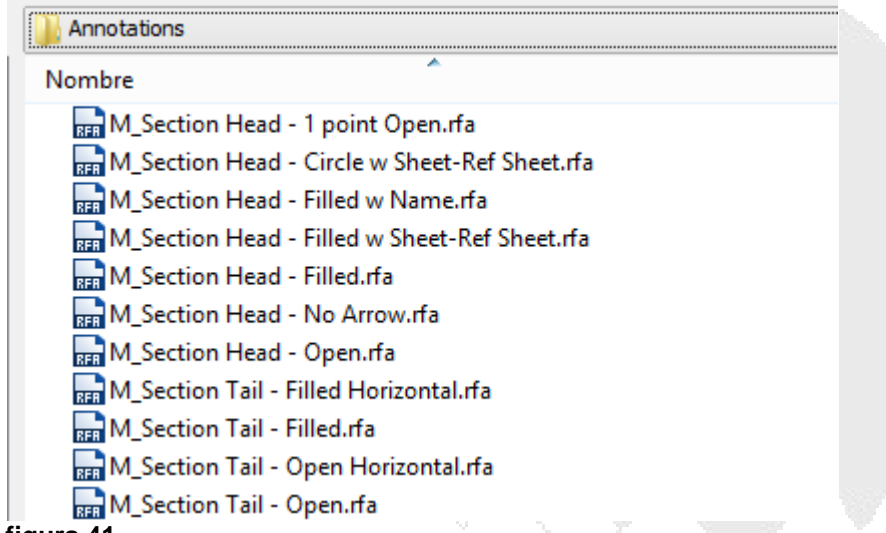 Annotations
Nombre
M_Section Head - 1 point Open.rfa
M_Section Head - Circle w Sheet-Ref Sheet.rfa
M_Section Head - Filled w Name.rfa
M_Section Head - Filled w Sheet-Ref Sheet.rfa
M_Section Head - Filled.rfa
M_Section Head - No Arrow.rfa
M_Section Head - Open.rfa
M_Section Tail - Filled Horizontal.rfa
M_Section Tail - Filled.rfa
M_Section Tail - Open Horizontal.rfa
M_Section Tail - Open.rfa
figura 41